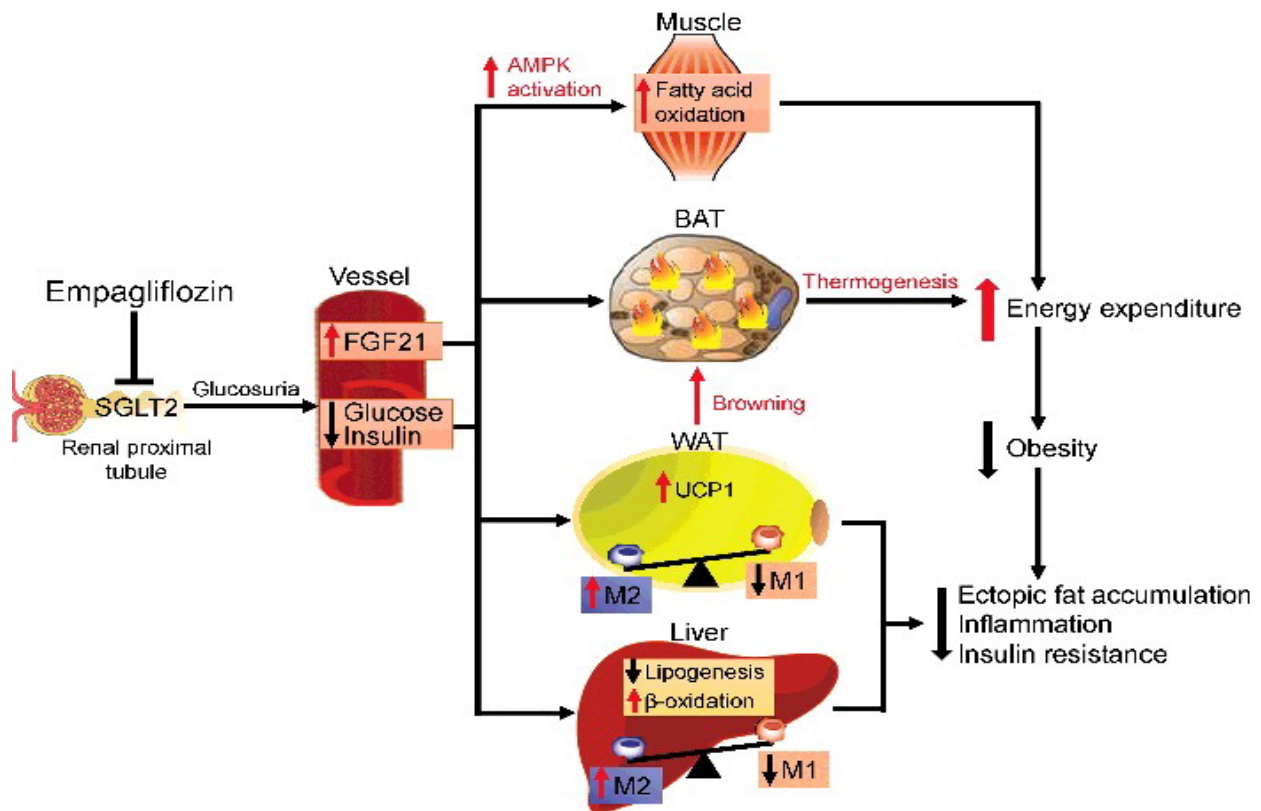 Muscle
AMPK
activation
Fatty acid
oxidation
BAT
Vessel
Empagliflozin
Thermogenesis
Energy expenditure
FGF21
Glucosuria
SGLT2
Glucose
Insulin
Renal proximal
tubule
Browning
WAT
UCP1
Obesity
M2
M1
Ectopic fat accumulation
Inflammation
Insulin resistance
Liver
Lipogenesis
β-oxidation
M2
M1